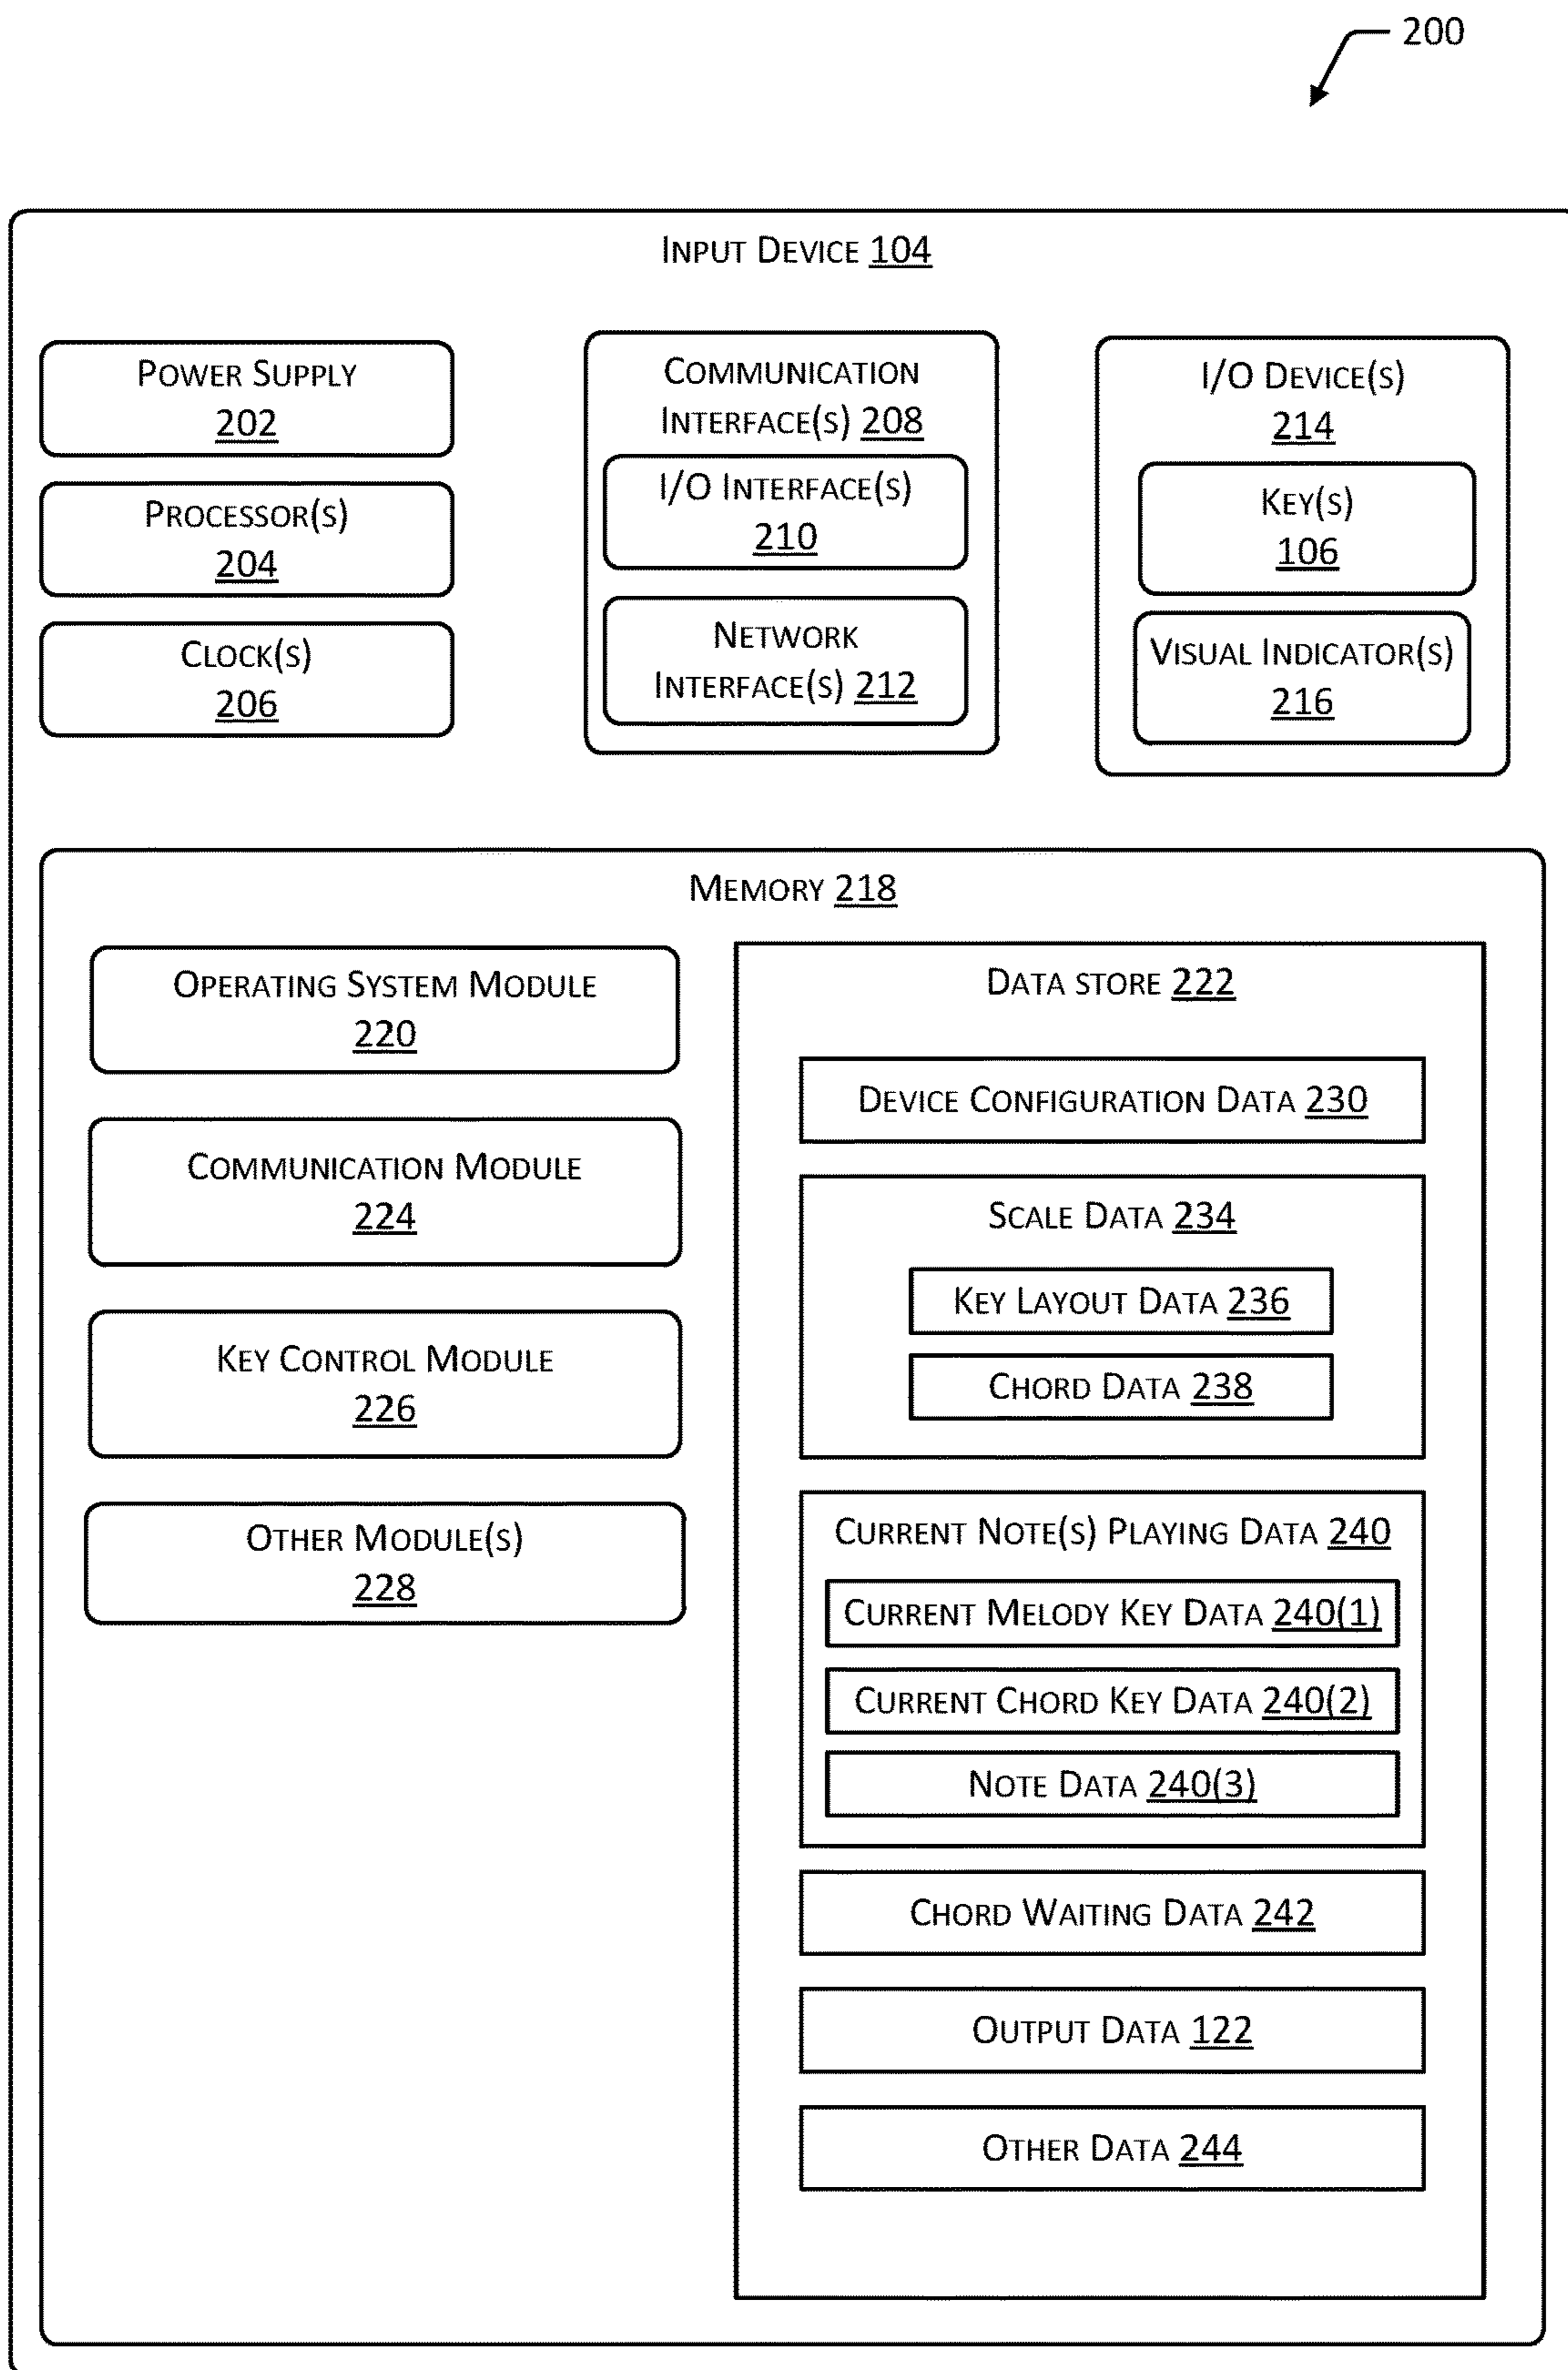 200
INPUT DEVICE 104
POWER SUPPLY
202
PROCESSOR(S)
204
CLOCK(S)
206
COMMUNICATION
INTERFACE(S) 208
I/O INTERFACE(S)
210
NETWORK
INTERFACE(S) 212
I/O DEVICE(S)
214
KEY(S)
106
VISUAL INDICATOR(S)
216
MEMORY 218
OPERATING SYSTEM MODULE
220
COMMUNICATION MODULE
224
KEY CONTROL MODULE
226
OTHER MODULE(S)
228
DATA STORE 222
DEVICE CONFIGURATION DATA 230
SCALE DATA 234
KEY LAYOUT DATA 236
CHORD DATA 238
CURRENT NOTE(S) PLAYING DATA 240
CURRENT MELODY KEY DATA 240(1)
CURRENT CHORD KEY DATA 240(2)
NOTE DATA 240(3)
CHORD WAITING DATA 242
OUTPUT DATA 122
OTHER DATA 244